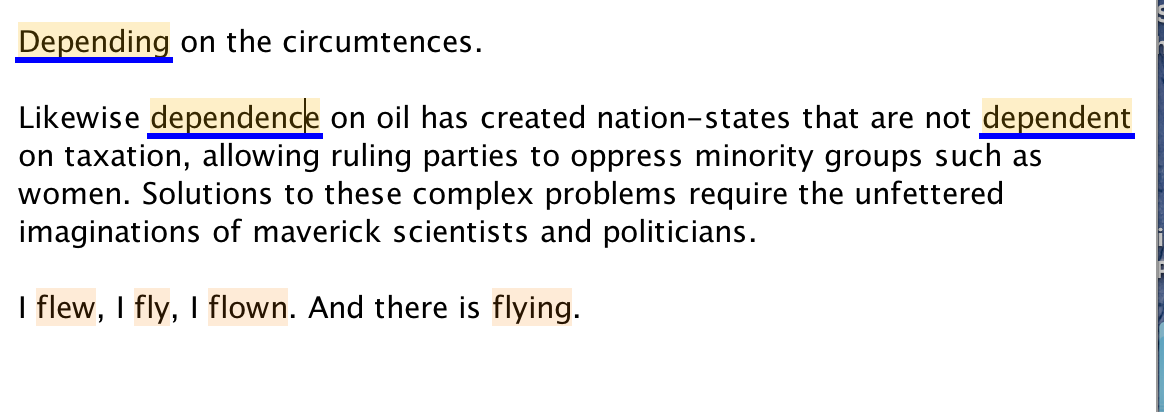 Depending on the circumtences.
Likewise dependence on oil has created nation-states that are not dependent
on taxation, allowing ruling parties to oppress minority groups such as
women. Solutions to these complex problems require the unfettered
imaginations of maverick scientists and politicians.
I flew, I fly, I flown. And there is flying.